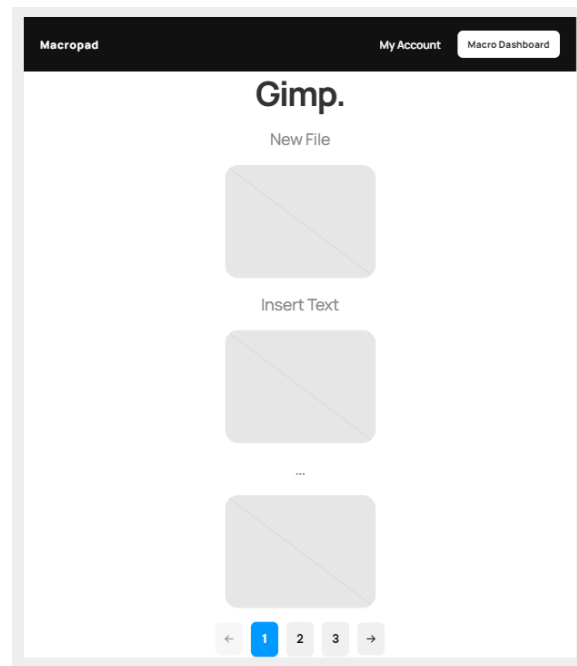 Macropad My Account Macro Dashboard
Gimp.
New File
Insert Text
...
← 1 2 3 →